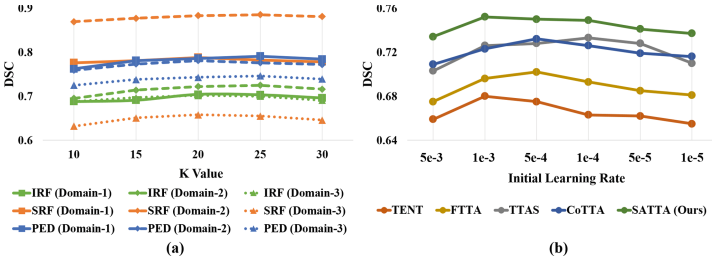 0.9
0.8
0.7
0.6
DSC
10 15 20 25 30
K Value
IRF (Domain-1) IRF (Domain-2) IRF (Domain-3)
SRF (Domain-1) SRF (Domain-2) SRF (Domain-3)
PED (Domain-1) PED (Domain-2) PED (Domain-3)
(a)
0.76
0.72
0.68
0.64
DSC
5e-3 1e-3 5e-4 1e-4 5e-5 1e-5
Initial Learning Rate
TENT FTTA TTAS CoTTA SATTA (Ours)
(b)